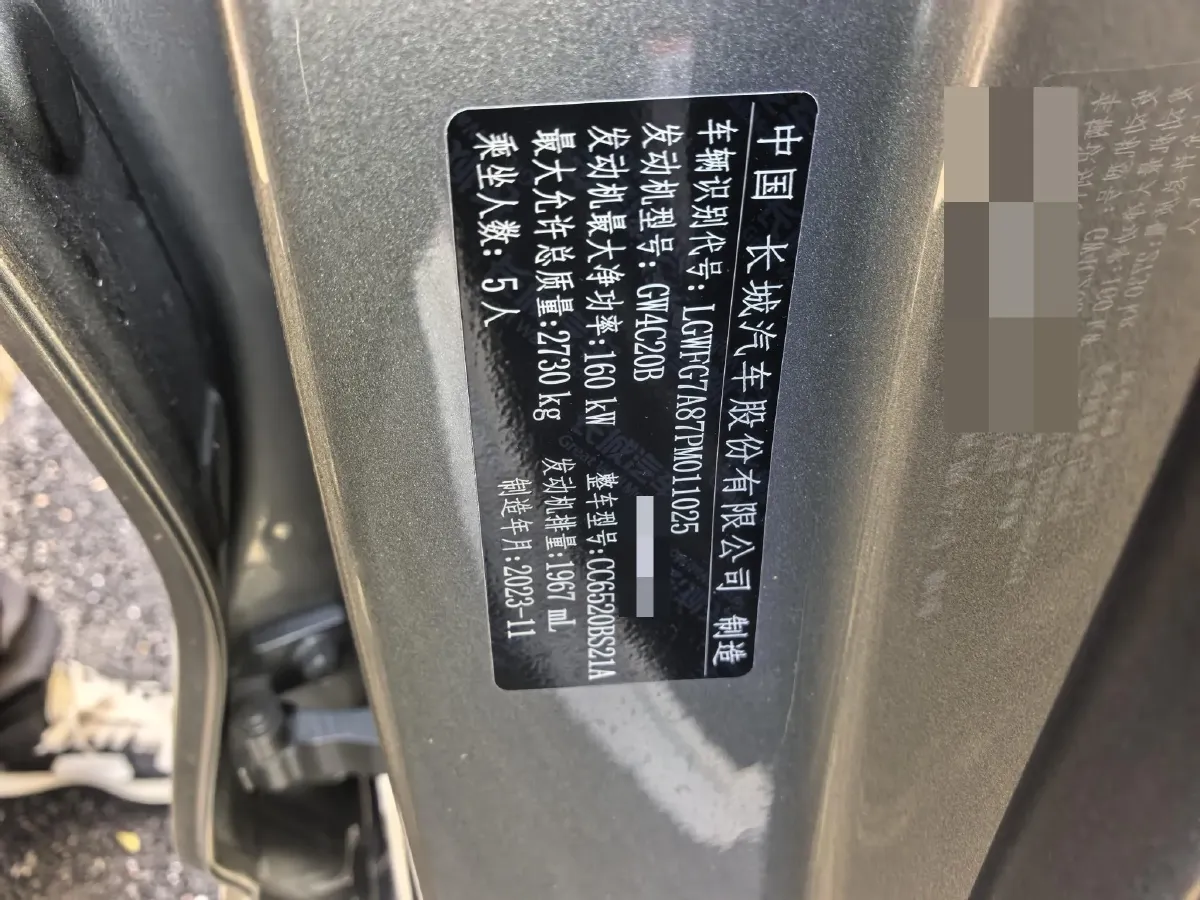 中国 长城汽车股份有限公司 制造
车辆识别代号: LGWFG7A87PM011025
发动机型号: GW4C20B
发动机最大净功率: 160 kW 整车型号: CC6520BS21A
最大允许总质量: 2730 kg 发动机排量: 1967 mL
乘坐人数: 5 人 制造年月: 2023-11